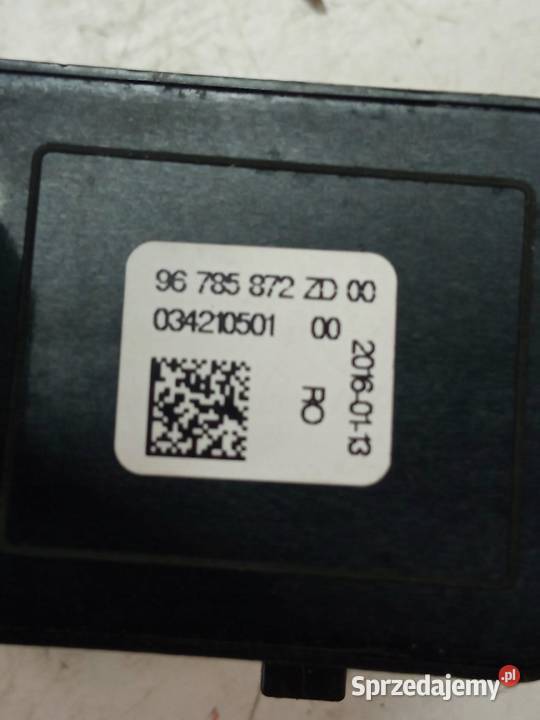 96 785 872 ZD 00
034210501 00
2016-01-13
RO
Sprzedajemy.pl